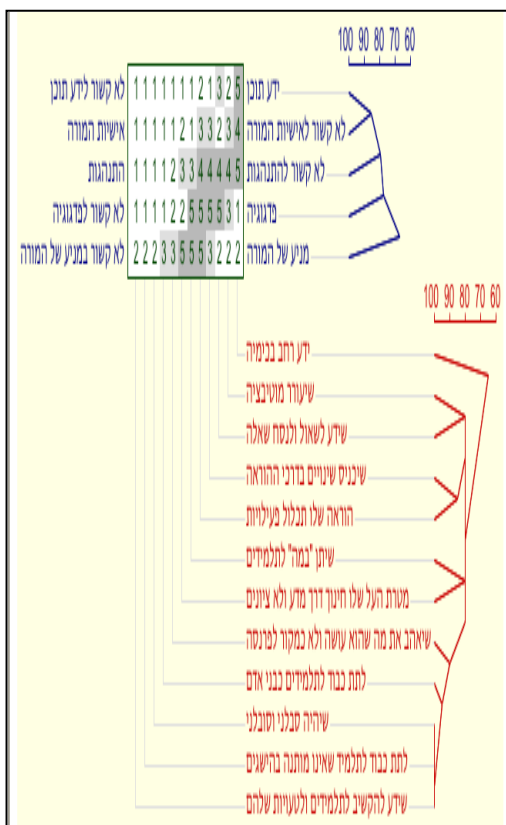 100 90 80 70 60
לא קשור לידע תוכן 1 1 1 1 1 1 1 2 1 3 2 5 ידע תוכן
אישיות המורה 1 1 1 1 1 2 1 3 3 2 3 4 לא קשור לאישיות המורה
התנהגות 1 1 1 1 2 3 3 4 4 4 4 5 לא קשור להתנהגות
לא קשור לפדגוגיה 1 1 1 1 2 2 5 5 5 5 3 1 פדגוגיה
לא קשור במניע של המורה 2 2 2 3 3 5 5 5 3 2 2 2 מניע של המורה
100 90 80 70 60
ידע רחב בכימיה
שיעורר מוטיבציה
שידע לשאול ולנסח שאלה
שיכניס שינויים בדרכי ההוראה
הוראה שלו תכלול פעילויות
שיתן "במה" לתלמידים
מטרת העל שלו חינוך דרך מדע ולא ציונים
שיאהב את מה שהוא עושה ולא כמקור לפרנסה
לתת כבוד לתלמידים כבני אדם
שיהיה סבלני וסובלני
לתת כבוד לתלמיד שאינו מותנה בהישגים
שידע להקשיב לתלמידים ולטעויות שלהם